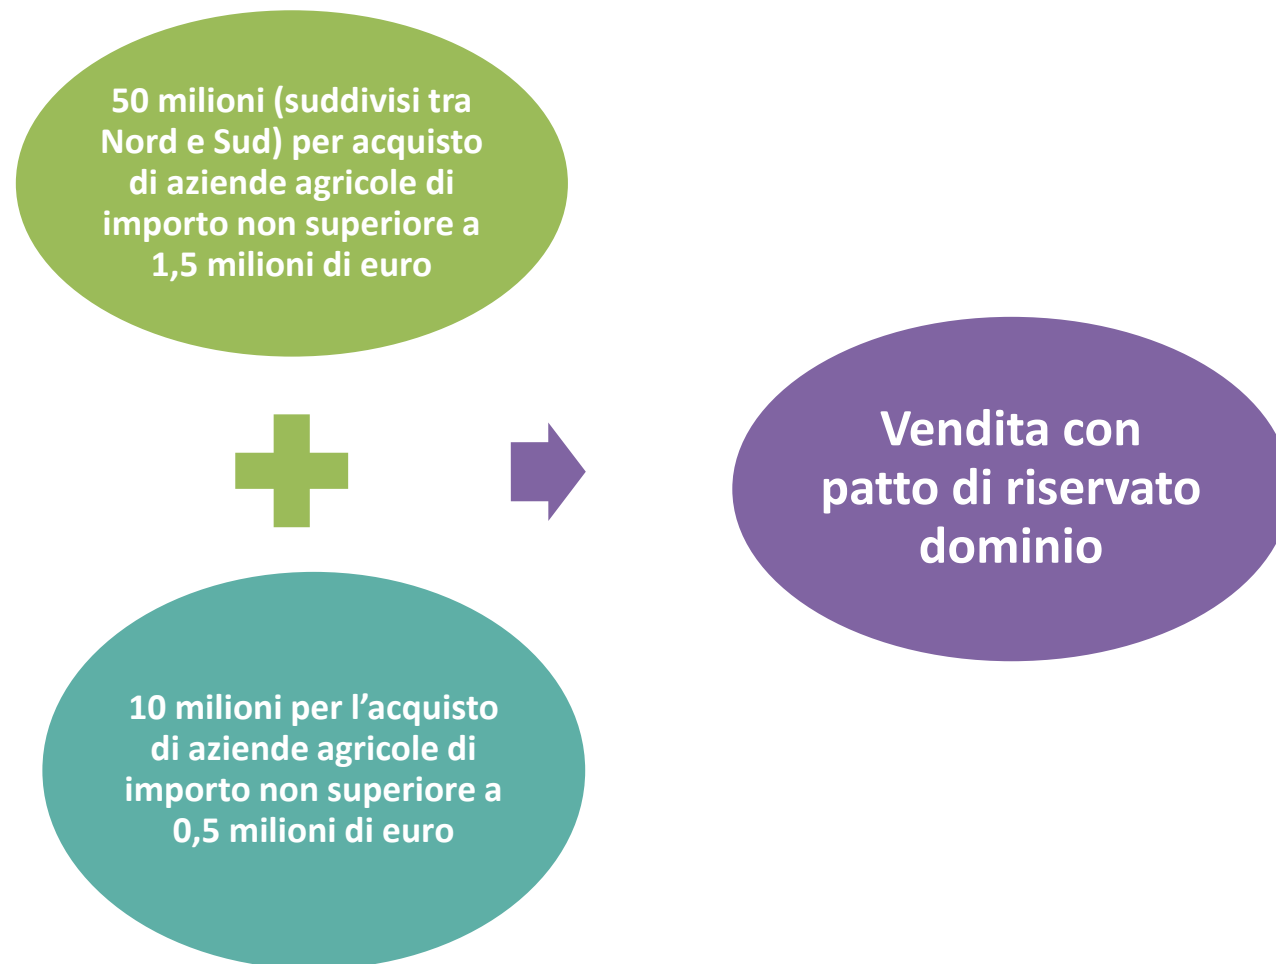 50 milioni (suddivisi tra
Nord e Sud) per acquisto
di aziende agricole di
importo non superiore a
1,5 milioni di euro
Vendita con
patto di riservato
dominio
10 milioni per l’acquisto
di aziende agricole di
importo non superiore a
0,5 milioni di euro